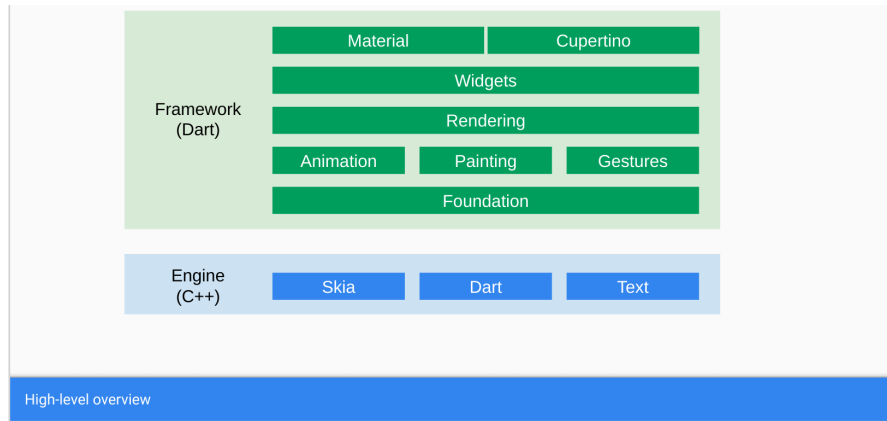 Material
Cupertino
Widgets
Framework
(Dart)
Rendering
Animation
Painting
Gestures
Foundation
Engine
(C++)
Skia
Dart
Text
High-level overview